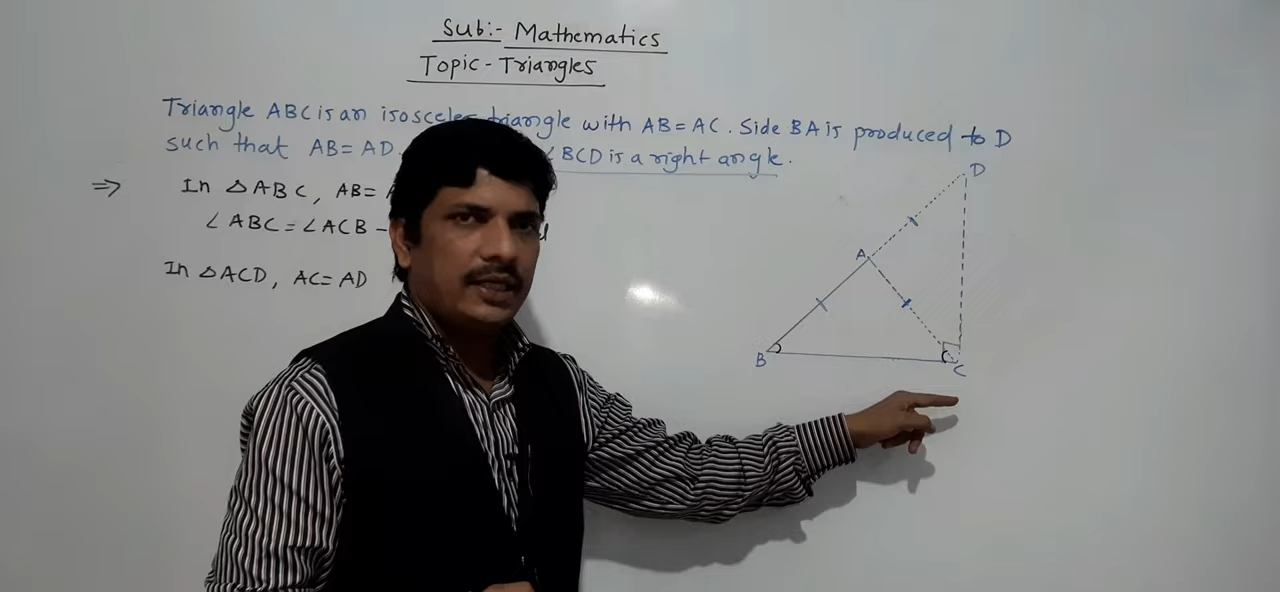 Sub:- Mathematics
Topic - Triangles
Triangle ABC is an isosceles triangle with AB = AC. Side BA is produced to D
such that AB = AD. ∠BCD is a right angle.
⇒ In △ABC, AB =
∠ABC = ∠ACB -
In △ACD, AC = AD
D
A
B
C